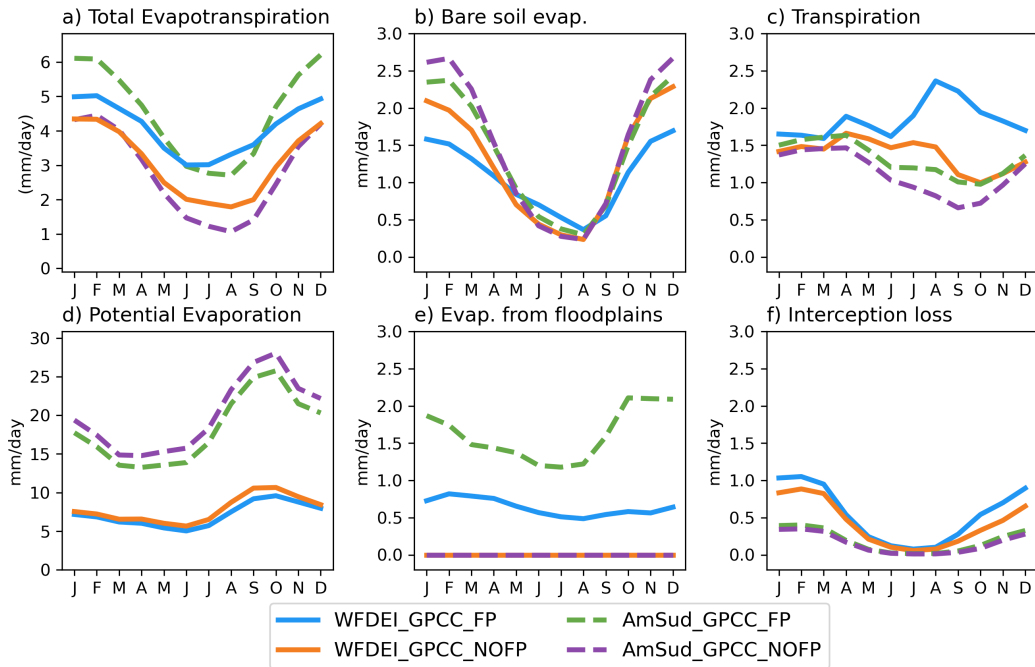 a) Total Evapotranspiration
(mm/day)
6
5
4
3
2
1
0
J F M A M J J A S O N D
b) Bare soil evap.
mm/day
3.0
2.5
2.0
1.5
1.0
0.5
0.0
J F M A M J J A S O N D
c) Transpiration
mm/day
3.0
2.5
2.0
1.5
1.0
0.5
0.0
J F M A M J J A S O N D
d) Potential Evaporation
mm/day
30
25
20
15
10
5
0
J F M A M J J A S O N D
e) Evap. from floodplains
mm/day
3.0
2.5
2.0
1.5
1.0
0.5
0.0
J F M A M J J A S O N D
f) Interception loss
mm/day
3.0
2.5
2.0
1.5
1.0
0.5
0.0
J F M A M J J A S O N D
WFDEI_GPCC_FP
WFDEI_GPCC_NOFP
AmSud_GPCC_FP
AmSud_GPCC_NOFP